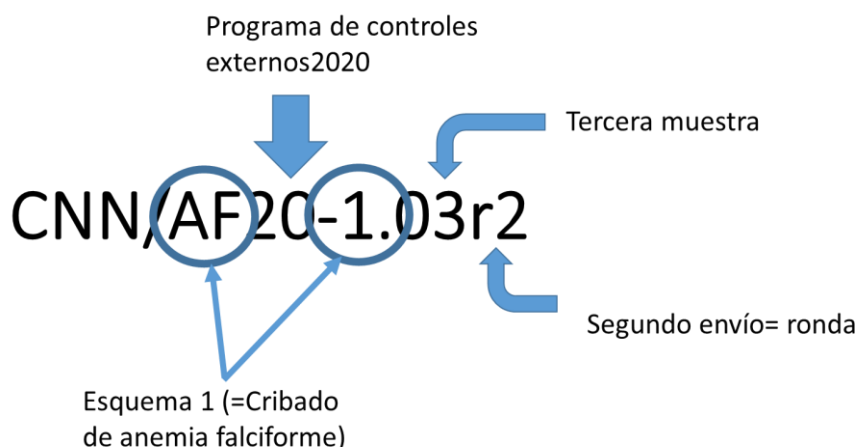 Programa de controles
externos2020
Tercera muestra
CNN/AF20-1.03r2
Segundo envío= ronda
Esquema 1 (=Cribado
de anemia falciforme)